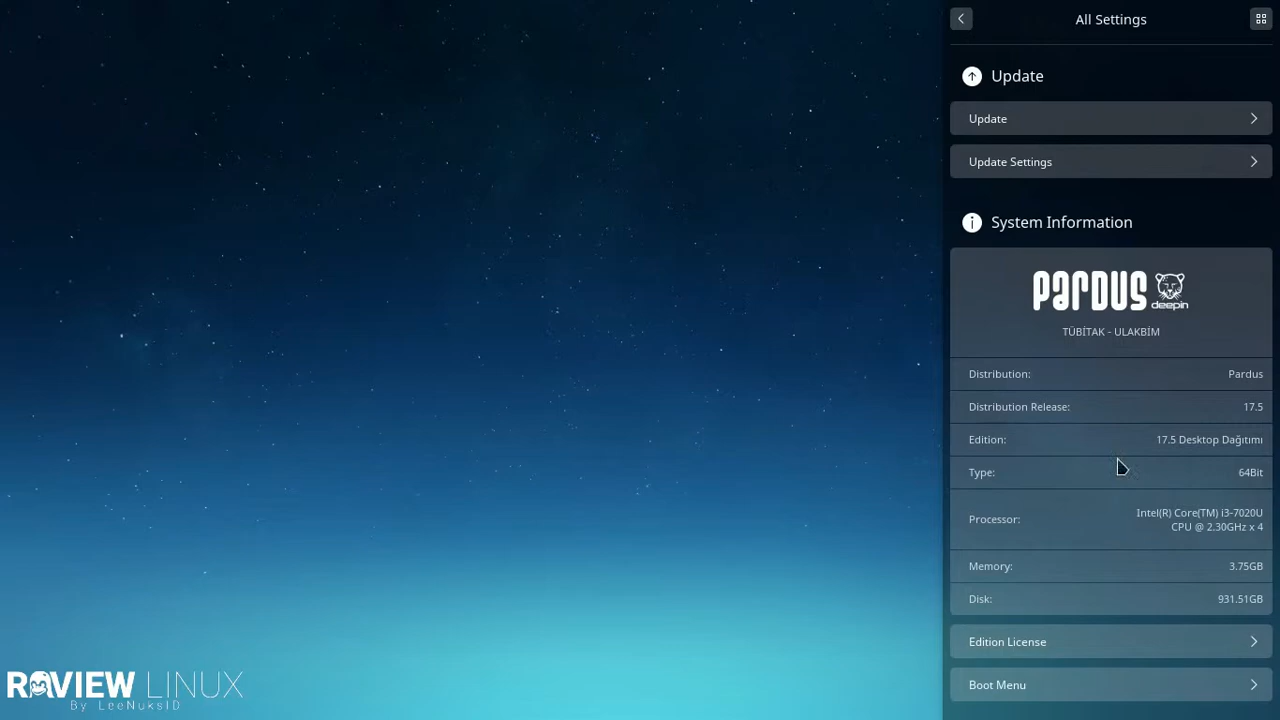 All Settings
Update
Update
Update Settings
System Information
Pardus
deepin
TÜBİTAK - ULAKBİM
Distribution: Pardus
Distribution Release: 17.5
Edition: 17.5 Desktop Dağıtımı
Type: 64Bit
Processor: Intel(R) Core(TM) i3-7020U
CPU @ 2.30GHz x 4
Memory: 3.75GB
Disk: 931.51GB
Edition License
Boot Menu
RAVIEW LINUX
By LeeNuksID